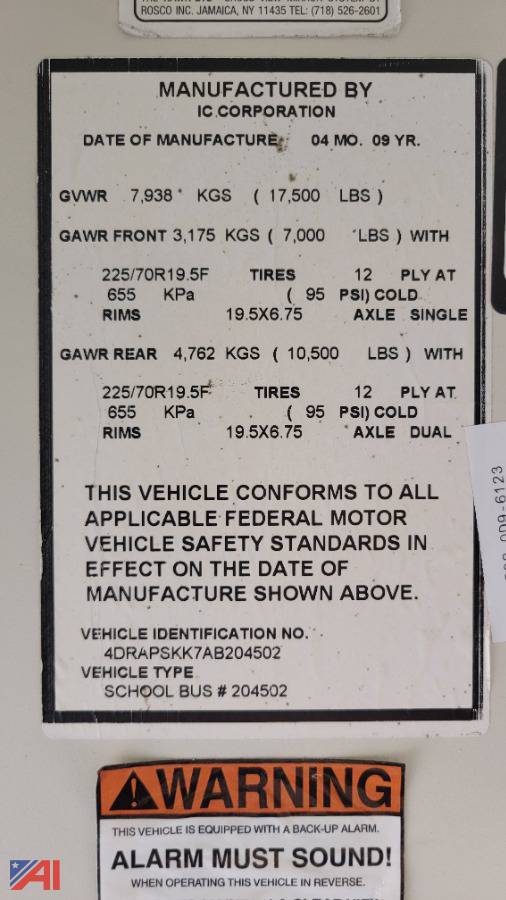 ROSCO INC. JAMAICA, NY 11435 TEL: (718) 526-2601
MANUFACTURED BY
IC CORPORATION
DATE OF MANUFACTURE 04 MO. 09 YR.
GVWR 7,938 KGS ( 17,500 LBS )
GAWR FRONT 3,175 KGS ( 7,000 LBS ) WITH
225/70R19.5F TIRES 12 PLY AT
655 KPa ( 95 PSI) COLD
RIMS 19.5X6.75 AXLE SINGLE
GAWR REAR 4,762 KGS ( 10,500 LBS ) WITH
225/70R19.5F TIRES 12 PLY AT
655 KPa ( 95 PSI) COLD
RIMS 19.5X6.75 AXLE DUAL
THIS VEHICLE CONFORMS TO ALL
APPLICABLE FEDERAL MOTOR
VEHICLE SAFETY STANDARDS IN
EFFECT ON THE DATE OF
MANUFACTURE SHOWN ABOVE.
VEHICLE IDENTIFICATION NO.
4DRAPSKK7AB204502
VEHICLE TYPE
SCHOOL BUS # 204502
0D9-6123
WARNING
THIS VEHICLE IS EQUIPPED WITH A BACK-UP ALARM.
ALARM MUST SOUND!
WHEN OPERATING THIS VEHICLE IN REVERSE.
AI